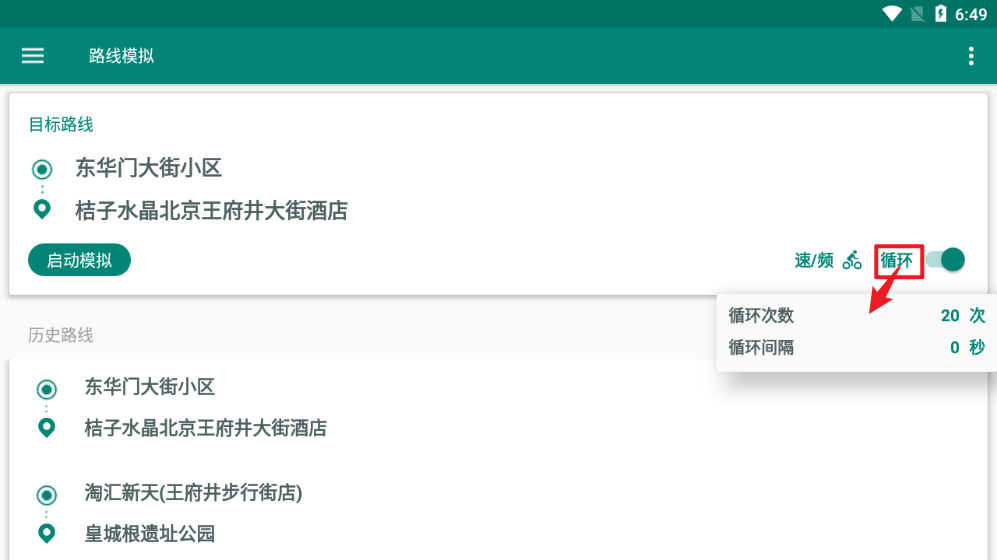 6:49
路线模拟
目标路线
东华门大街小区
桔子水晶北京王府井大街酒店
启动模拟 速/频 循环
循环次数 20 次
循环间隔 0 秒
历史路线
东华门大街小区
桔子水晶北京王府井大街酒店
淘汇新天(王府井步行街店)
皇城根遗址公园